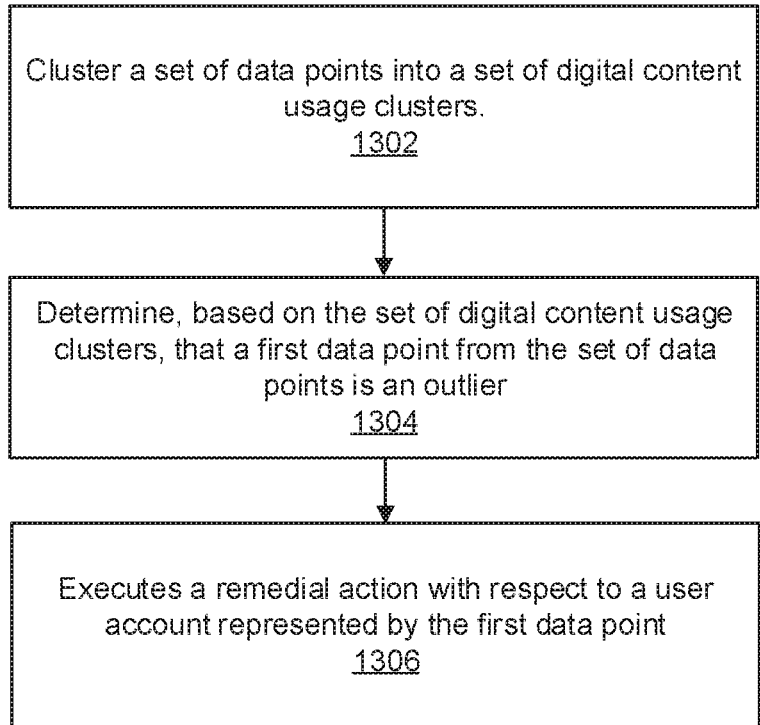 Cluster a set of data points into a set of digital content
usage clusters.
1302
Determine, based on the set of digital content usage
clusters, that a first data point from the set of data
points is an outlier
1304
Executes a remedial action with respect to a user
account represented by the first data point
1306